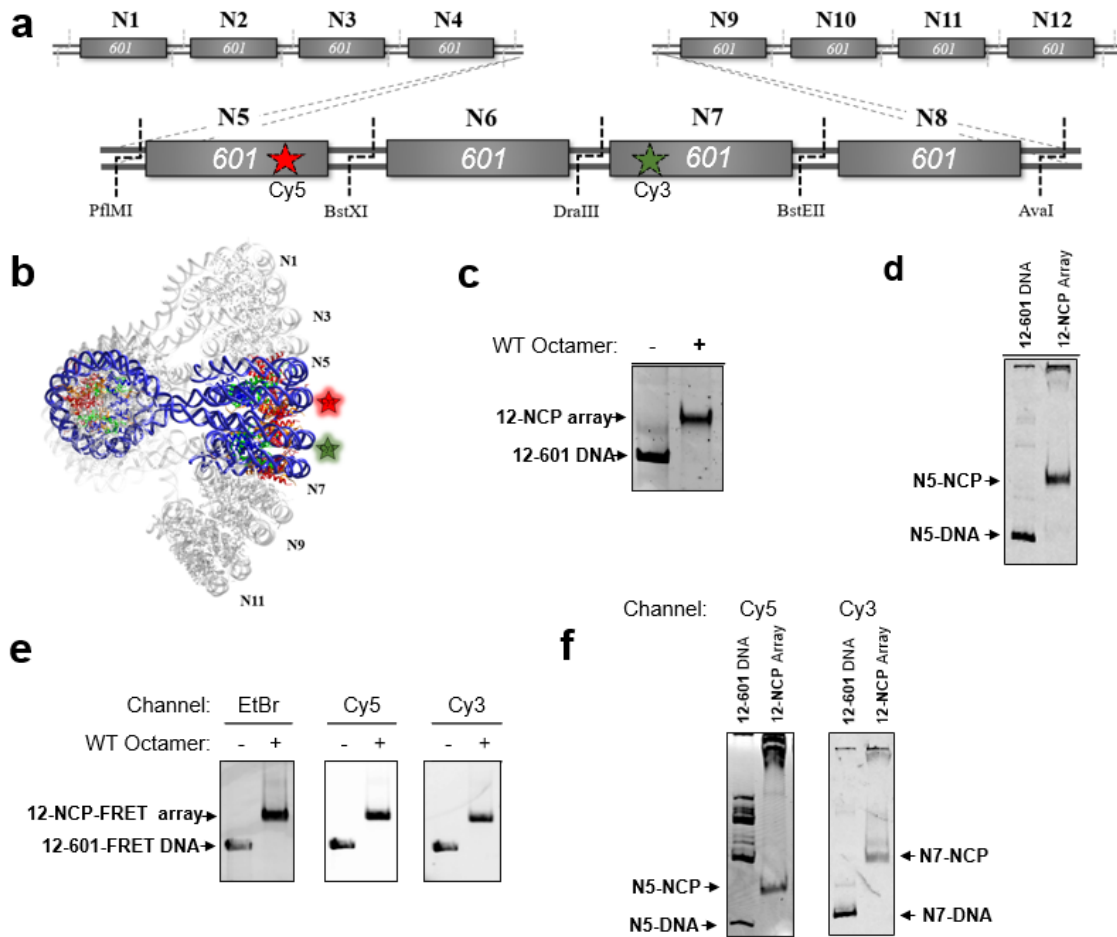 a
N1 N2 N3 N4 N9 N10 N11 N12
601 601 601 601 601 601 601 601
N5 N6 N7 N8
601 601 601 601
Cy5 Cy3
PflMI BstXI DraIII BstEII AvaI
b
N1
N3
N5
N7
N9
N11
c
WT Octamer: - +
12-NCP array
12-601 DNA
d
12-601 DNA
12-NCP Array
N5-NCP
N5-DNA
e
Channel: EtBr Cy5 Cy3
WT Octamer: - + - + - +
12-NCP-FRET array
12-601-FRET DNA
f
Channel: Cy5 Cy3
12-601 DNA
12-NCP Array
12-601 DNA
12-NCP Array
N5-NCP
N5-DNA
N7-NCP
N7-DNA